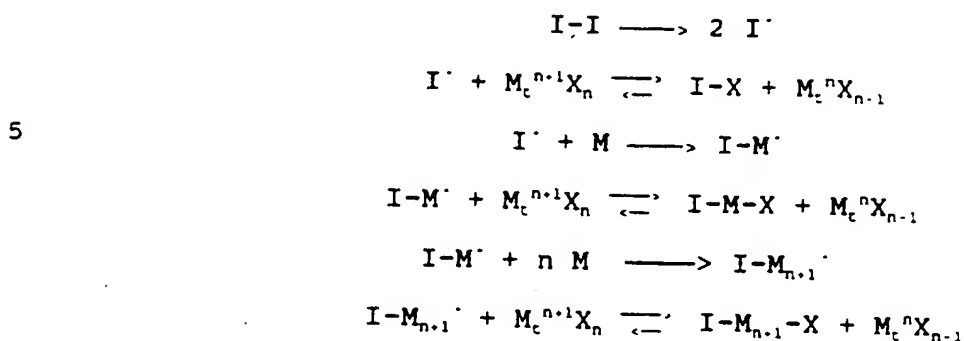 I-I ⟶ 2 I˙
I˙ + Mₜⁿ⁺¹Xₙ ⇌ I-X + MₜⁿXₙ₋₁
5
I˙ + M ⟶ I-M˙
I-M˙ + Mₜⁿ⁺¹Xₙ ⇌ I-M-X + MₜⁿXₙ₋₁
I-M˙ + n M ⟶ I-Mₙ₊₁˙
I-Mₙ₊₁˙ + Mₜⁿ⁺¹Xₙ ⇌ I-Mₙ₊₁-X + MₜⁿXₙ₋₁